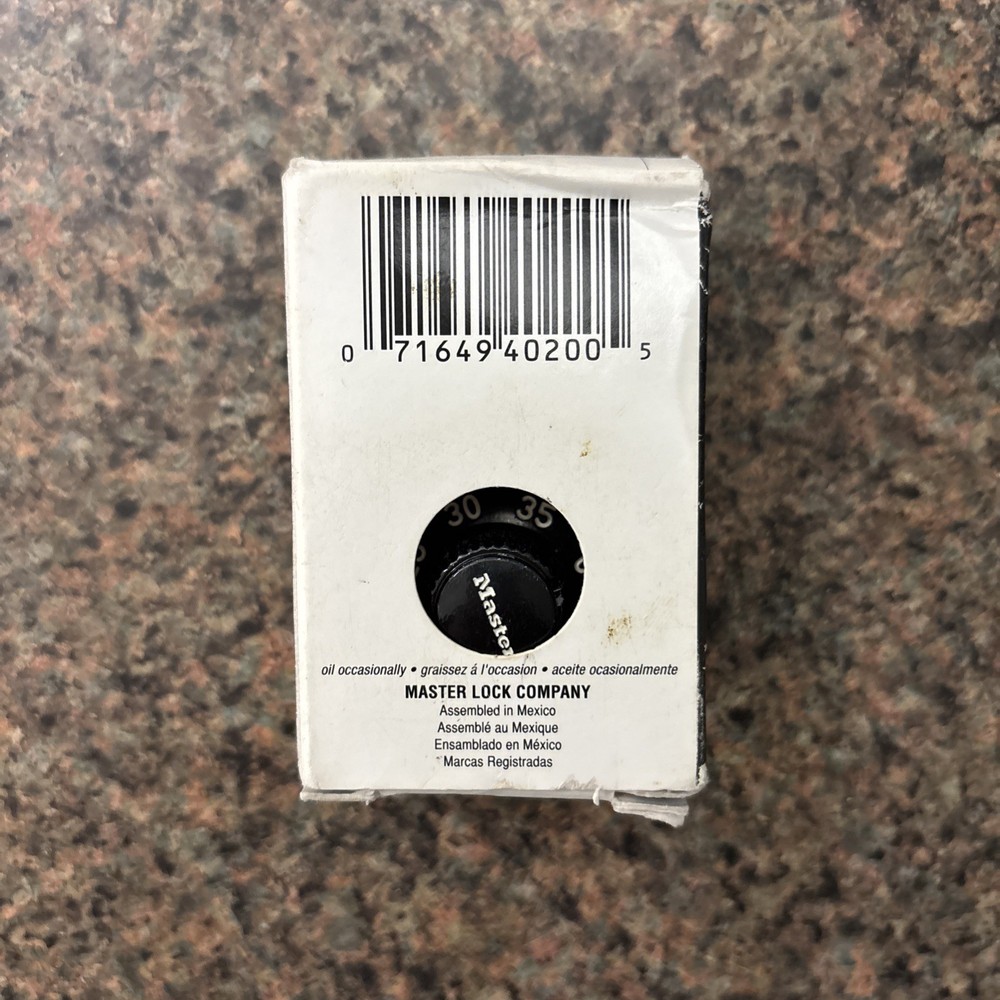 0 71649 40200 5
30 35
Master
oil occasionally • graissez á l'occasion • aceite ocasionalmente
MASTER LOCK COMPANY
Assembled in Mexico
Assemblé au Mexique
Ensamblado en México
Marcas Registradas